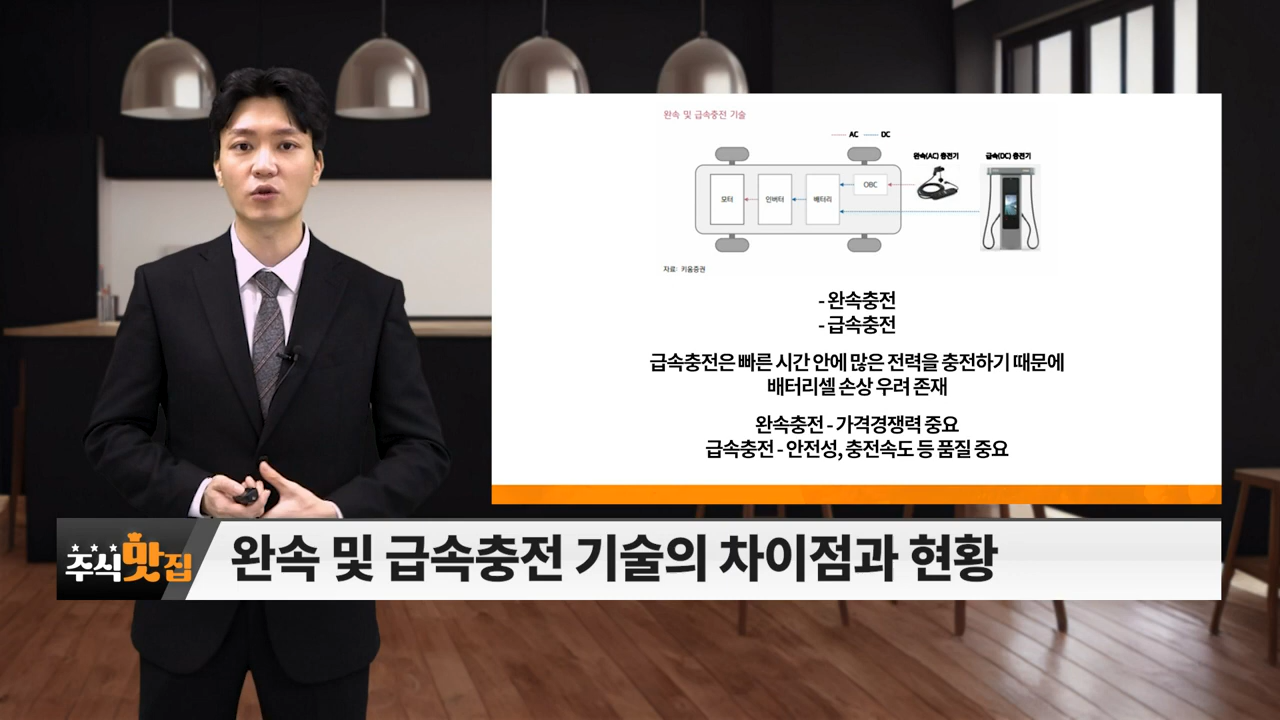 완속 및 급속충전 기술
AC DC
완속(AC) 충전기
급속(DC) 충전기
모터
인버터
배터리
OBC
자료: 키움증권
- 완속충전
- 급속충전
급속충전은 빠른 시간 안에 많은 전력을 충전하기 때문에
배터리셀 손상 우려 존재
완속충전 - 가격경쟁력 중요
급속충전 - 안전성, 충전속도 등 품질 중요
주식맛집
완속 및 급속충전 기술의 차이점과 현황